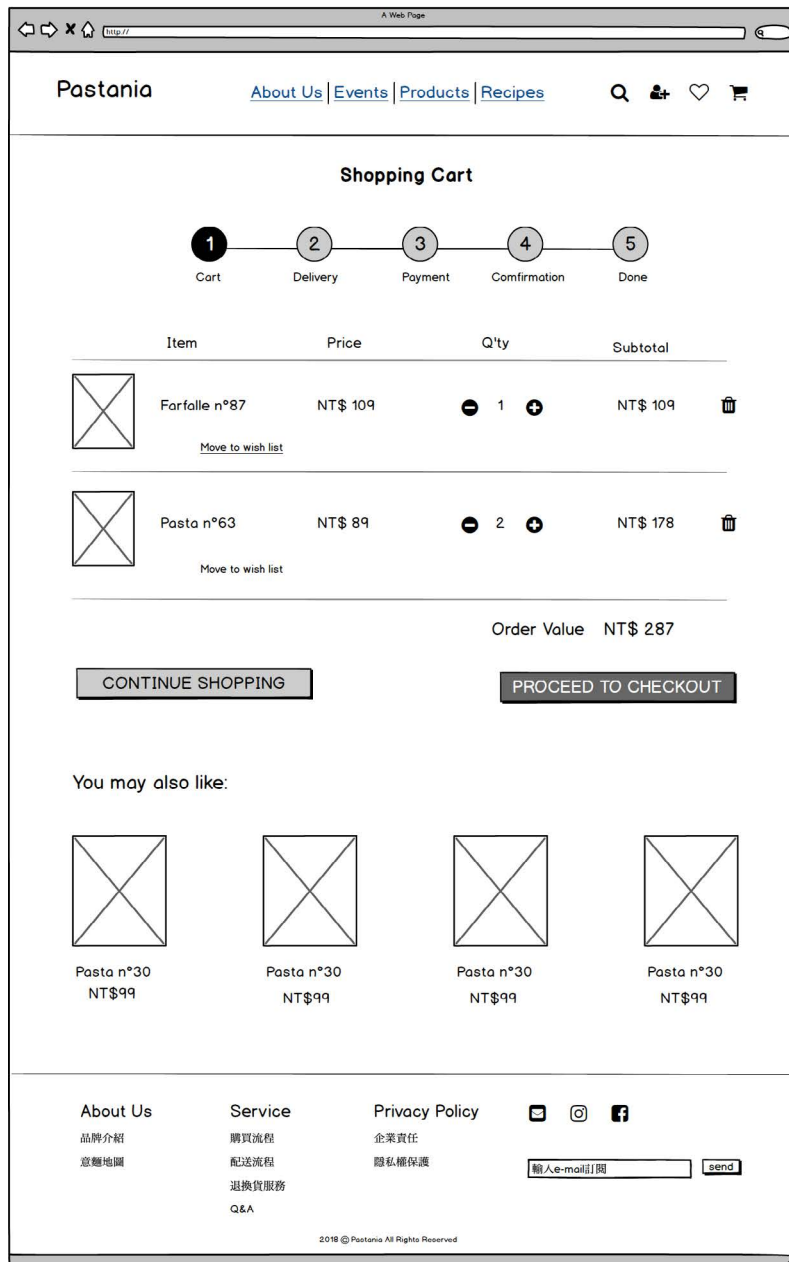 A Web Page
http://
Pastania
About Us Events Products Recipes
Shopping Cart
1 2 3 4 5
Cart Delivery Payment Comfirmation Done
Item Price Q'ty Subtotal
Farfalle n°87 NT$ 109 1 NT$ 109
Move to wish list
Pasta n°63 NT$ 89 2 NT$ 178
Move to wish list
Order Value NT$ 287
CONTINUE SHOPPING PROCEED TO CHECKOUT
You may also like:
Pasta n°30 Pasta n°30 Pasta n°30 Pasta n°30
NT$99 NT$99 NT$99 NT$99
About Us Service Privacy Policy
品牌介紹 購買流程 企業責任
意麵地圖 配送流程 隱私權保護
輸入e-mail訂閱 send
退換貨服務
Q&A
2018 © Pastania All Rights Reserved